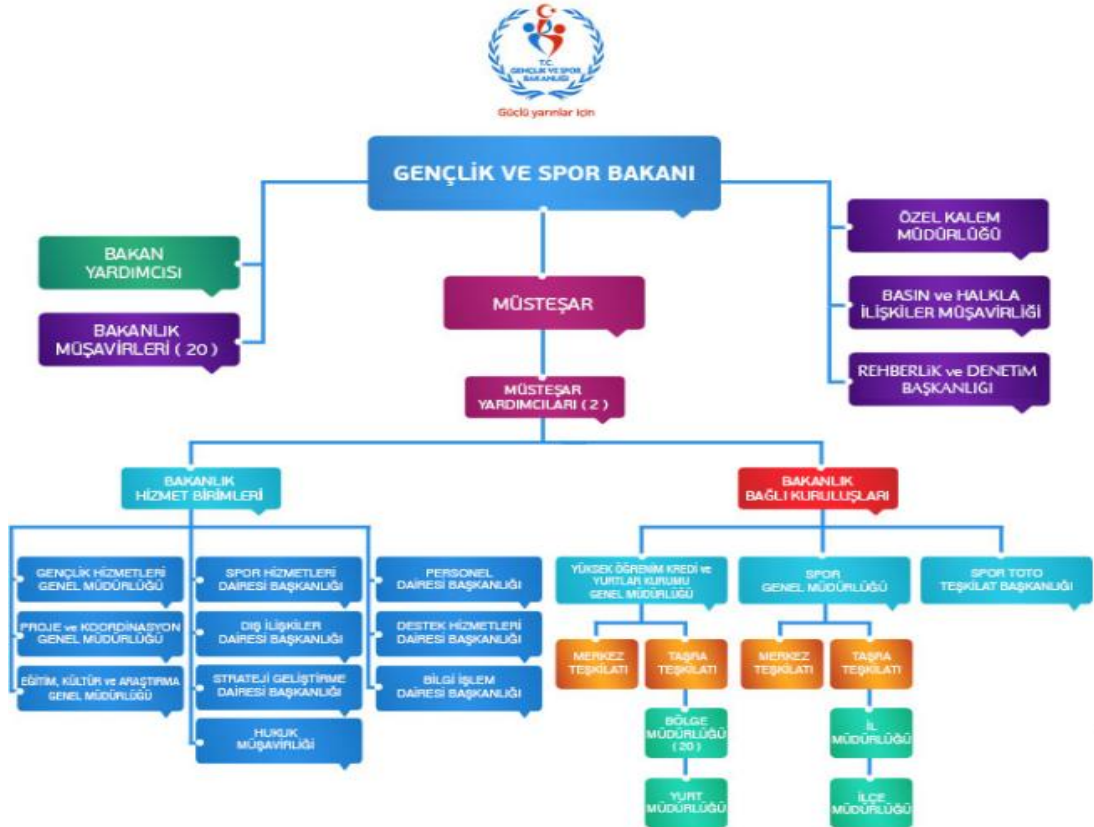 T.C.
GENÇLİK VE SPOR
BAKANLIĞI
Güçlü yarınlar için
GENÇLİK VE SPOR BAKANI
BAKAN
YARDIMCISI
BAKANLIK
MÜŞAVİRLERİ ( 20 )
MÜSTEŞAR
MÜSTEŞAR
YARDIMCILARI ( 2 )
ÖZEL KALEM
MÜDÜRLÜĞÜ
BASIN ve HALKLA
İLİŞKİLER MÜŞAVİRLİĞİ
REHBERLİK ve DENETİM
BAŞKANLIĞI
BAKANLIK
HİZMET BİRİMLERİ
GENÇLİK HİZMETLERİ
GENEL MÜDÜRLÜĞÜ
PROJE ve KOORDİNASYON
GENEL MÜDÜRLÜĞÜ
EĞİTİM, KÜLTÜR ve ARAŞTIRMA
GENEL MÜDÜRLÜĞÜ
SPOR HİZMETLERİ
DAİRESİ BAŞKANLIĞI
DIŞ İLİŞKİLER
DAİRESİ BAŞKANLIĞI
STRATEJİ GELİŞTİRME
DAİRESİ BAŞKANLIĞI
HUKUK
MÜŞAVİRLİĞİ
PERSONEL
DAİRESİ BAŞKANLIĞI
DESTEK HİZMETLERİ
DAİRESİ BAŞKANLIĞI
BİLGİ İŞLEM
DAİRESİ BAŞKANLIĞI
BAKANLIK
BAĞLI KURULUŞLARI
YÜKSEK ÖĞRENİM KREDİ ve
YURTLAR KURUMU
GENEL MÜDÜRLÜĞÜ
MERKEZ
TEŞKİLATI
TAŞRA
TEŞKİLATI
BÖLGE
MÜDÜRLÜĞÜ
( 20 )
YURT
MÜDÜRLÜĞÜ
SPOR
GENEL MÜDÜRLÜĞÜ
MERKEZ
TEŞKİLATI
TAŞRA
TEŞKİLATI
İL
MÜDÜRLÜĞÜ
İLÇE
MÜDÜRLÜĞÜ
SPOR TOTO
TEŞKİLAT BAŞKANLIĞI